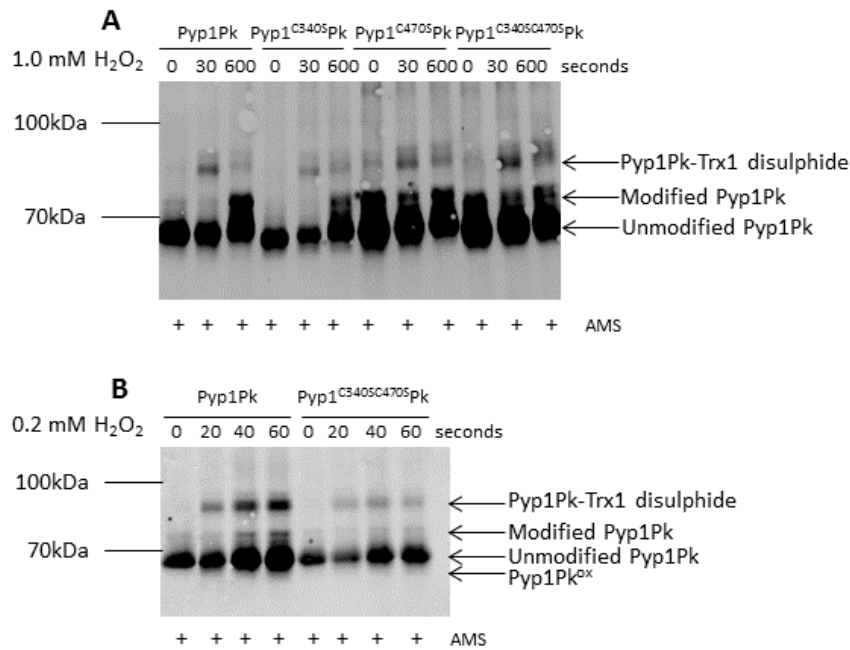 A
Pyp1Pk Pyp1C340SPk Pyp1C470SPk Pyp1C340SC470SPk
1.0 mM H2O2
0 30 600 0 30 600 0 30 600 0 30 600 seconds
100kDa
Pyp1Pk-Trx1 disulphide
Modified Pyp1Pk
70kDa
Unmodified Pyp1Pk
+ + + + + + + + + + + + AMS
B
Pyp1Pk Pyp1C340SC470SPk
0.2 mM H2O2
0 20 40 60 0 20 40 60 seconds
100kDa
Pyp1Pk-Trx1 disulphide
Modified Pyp1Pk
70kDa
Unmodified Pyp1Pk
Pyp1Pkox
+ + + + + + + + AMS